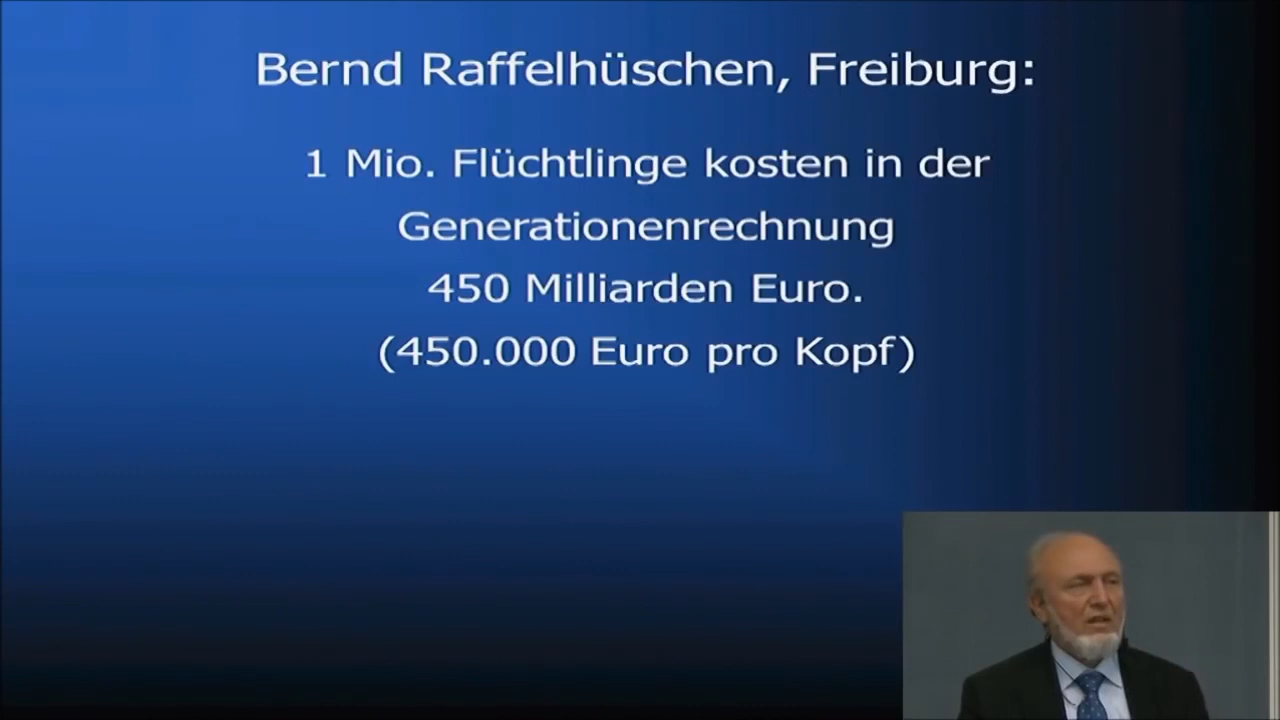 Bernd Raffelhüschen, Freiburg:
1 Mio. Flüchtlinge kosten in der
Generationenrechnung
450 Milliarden Euro.
(450.000 Euro pro Kopf)